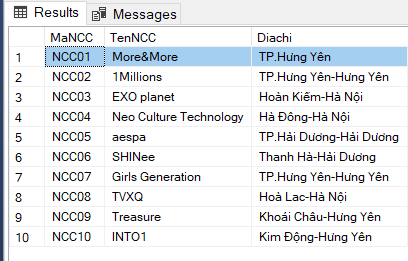 Results Messages
MaNCC TenNCC Diachi
1 NCC01 More&More TP.Hưng Yên
2 NCC02 1Millions TP.Hưng Yên-Hưng Yên
3 NCC03 EXO planet Hoàn Kiếm-Hà Nội
4 NCC04 Neo Culture Technology Hà Đông-Hà Nội
5 NCC05 aespa TP.Hải Dương-Hải Dương
6 NCC06 SHINee Thanh Hà-Hải Dương
7 NCC07 Girls Generation TP.Hưng Yên-Hưng Yên
8 NCC08 TVXQ Hoà Lac-Hà Nội
9 NCC09 Treasure Khoái Châu-Hưng Yên
10 NCC10 INTO1 Kim Động-Hưng Yên